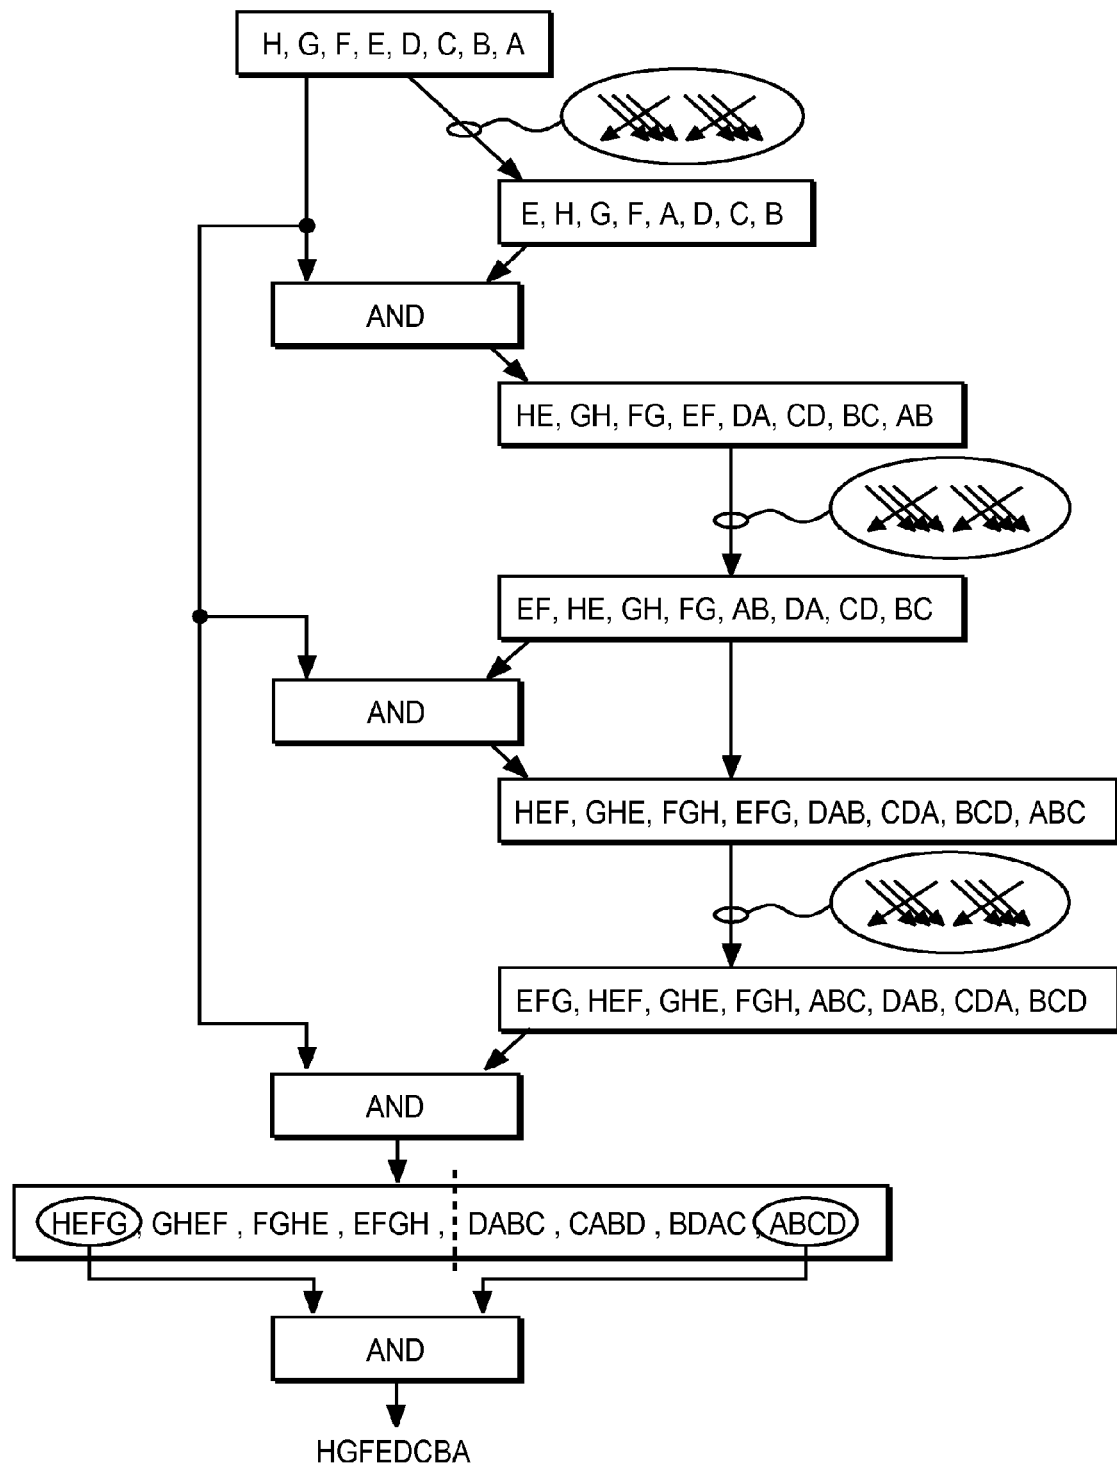 H, G, F, E, D, C, B, A
E, H, G, F, A, D, C, B
AND
HE, GH, FG, EF, DA, CD, BC, AB
EF, HE, GH, FG, AB, DA, CD, BC
AND
HEF, GHE, FGH, EFG, DAB, CDA, BCD, ABC
EFG, HEF, GHE, FGH, ABC, DAB, CDA, BCD
AND
HEFG, GHEF , FGHE , EFGH , DABC , CABD , BDAC , ABCD
AND
HGFEDCBA